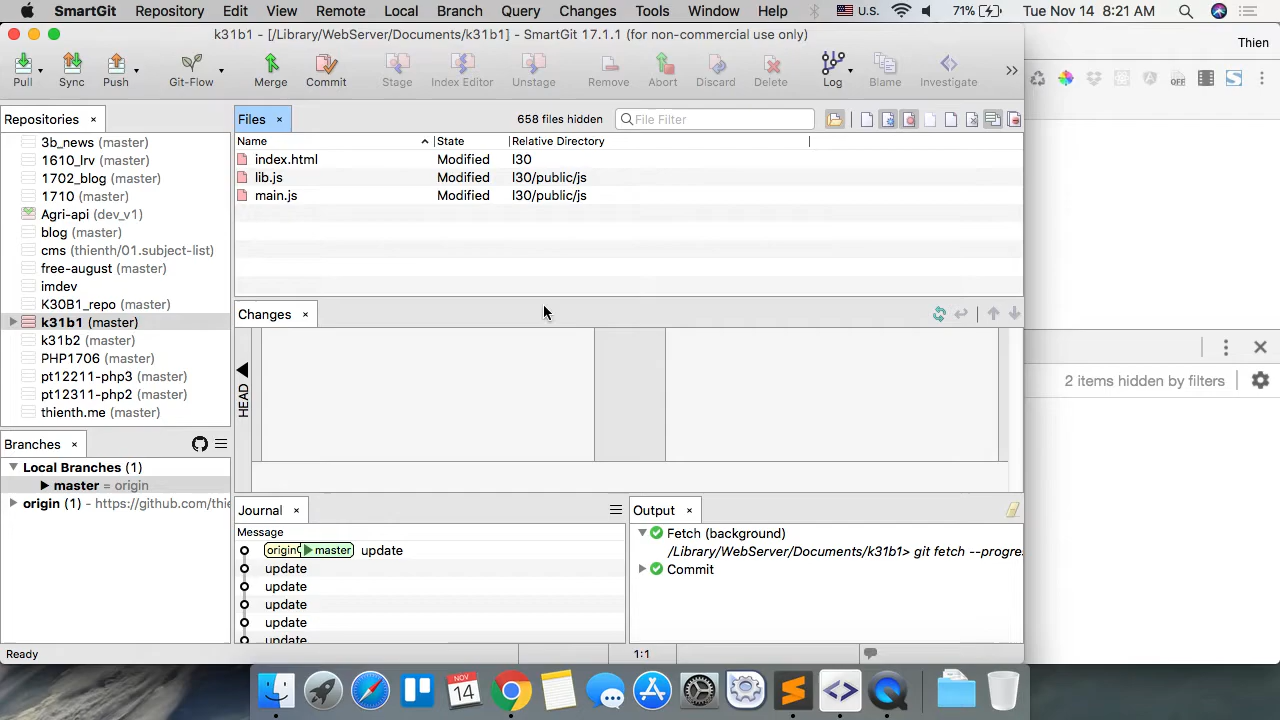 SmartGit Repository Edit View Remote Local Branch Query Changes Tools Window Help U.S. 71% Tue Nov 14 8:21 AM
k31b1 - [/Library/WebServer/Documents/k31b1] - SmartGit 17.1.1 (for non-commercial use only)
Thien
Pull Sync Push Git-Flow Merge Commit Stage Index Editor Unstage Remove Abort Discard Delete Log Blame Investigate
OFF
Repositories
Files 658 files hidden File Filter
Name State Relative Directory
3b_news (master)
1610_lrv (master)
1702_blog (master)
1710 (master)
Agri-api (dev_v1)
blog (master)
cms (thienth/01.subject-list)
free-august (master)
imdev
K30B1_repo (master)
k31b1 (master)
k31b2 (master)
PHP1706 (master)
pt12211-php3 (master)
pt12311-php2 (master)
thienth.me (master)
index.html Modified l30
lib.js Modified l30/public/js
main.js Modified l30/public/js
Changes
HEAD
2 items hidden by filters
Branches
Local Branches (1)
master = origin
origin (1) - https://github.com/thie
Journal
Message
origin master update
update
update
update
update
update
Output
Fetch (background)
/Library/WebServer/Documents/k31b1> git fetch --progre
Commit
Ready 1:1
NOV
14